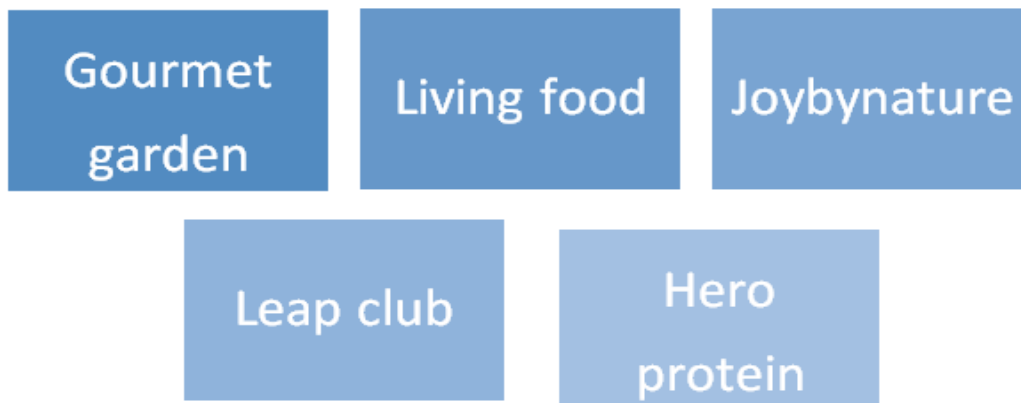 Gourmet
garden
Living food
Joybynature
Leap club
Hero
protein